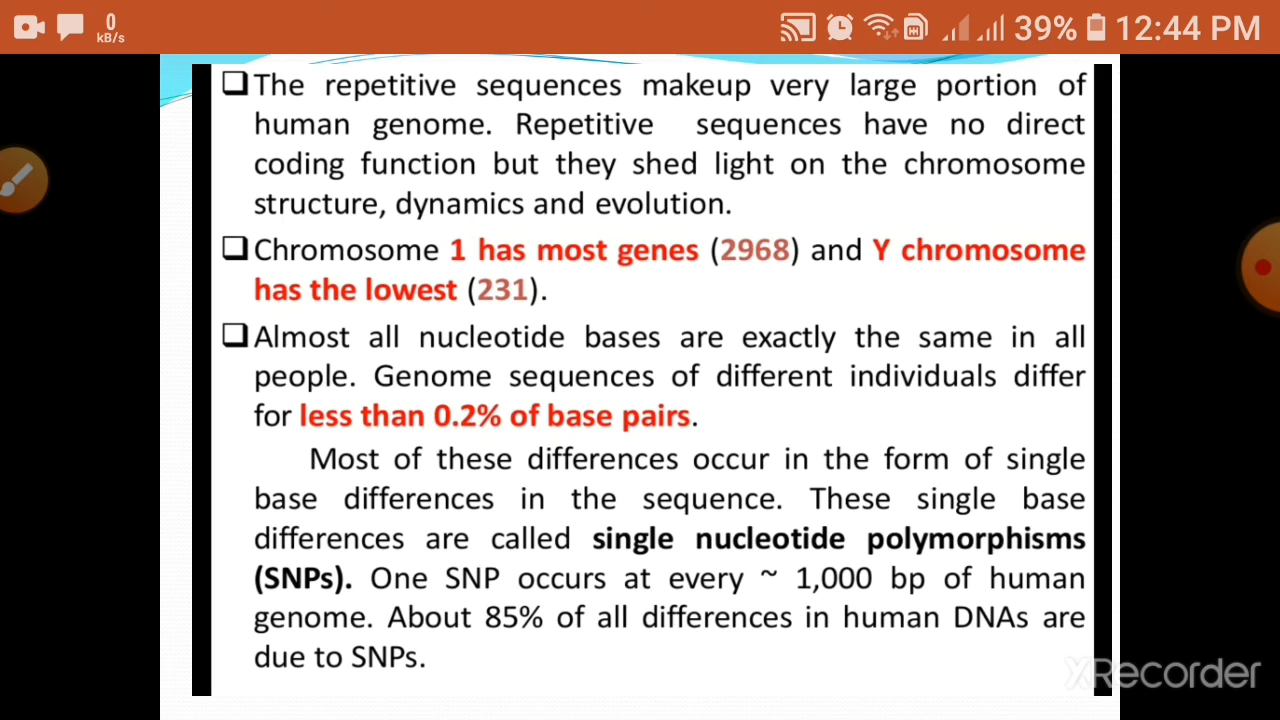 0
kB/s
39% 12:44 PM
The repetitive sequences makeup very large portion of
human genome. Repetitive sequences have no direct
coding function but they shed light on the chromosome
structure, dynamics and evolution.
Chromosome 1 has most genes (2968) and Y chromosome
has the lowest (231).
Almost all nucleotide bases are exactly the same in all
people. Genome sequences of different individuals differ
for less than 0.2% of base pairs.
Most of these differences occur in the form of single
base differences in the sequence. These single base
differences are called single nucleotide polymorphisms
(SNPs). One SNP occurs at every ~ 1,000 bp of human
genome. About 85% of all differences in human DNAs are
due to SNPs.
XRecorder